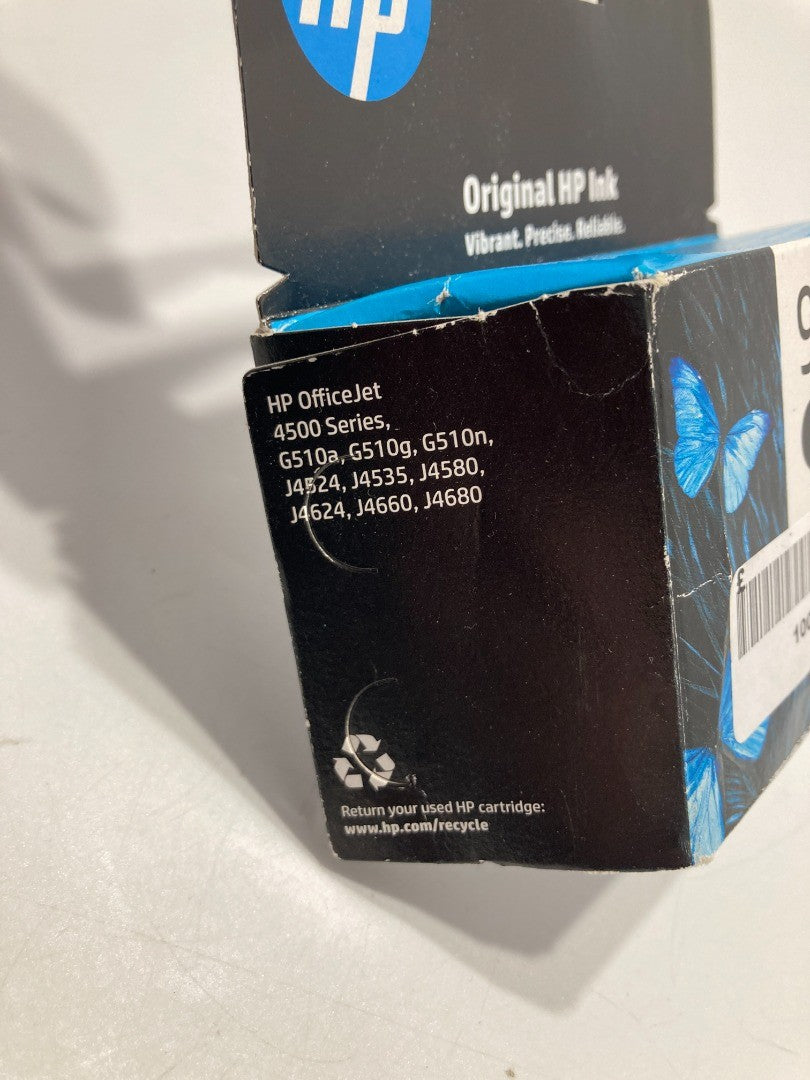 hp
Original HP Ink
Vibrant. Precise. Reliable.
HP OfficeJet
4500 Series,
G510a, G510g, G510n,
J4524, J4535, J4580,
J4624, J4660, J4680
£
100
Return your used HP cartridge:
www.hp.com/recycle